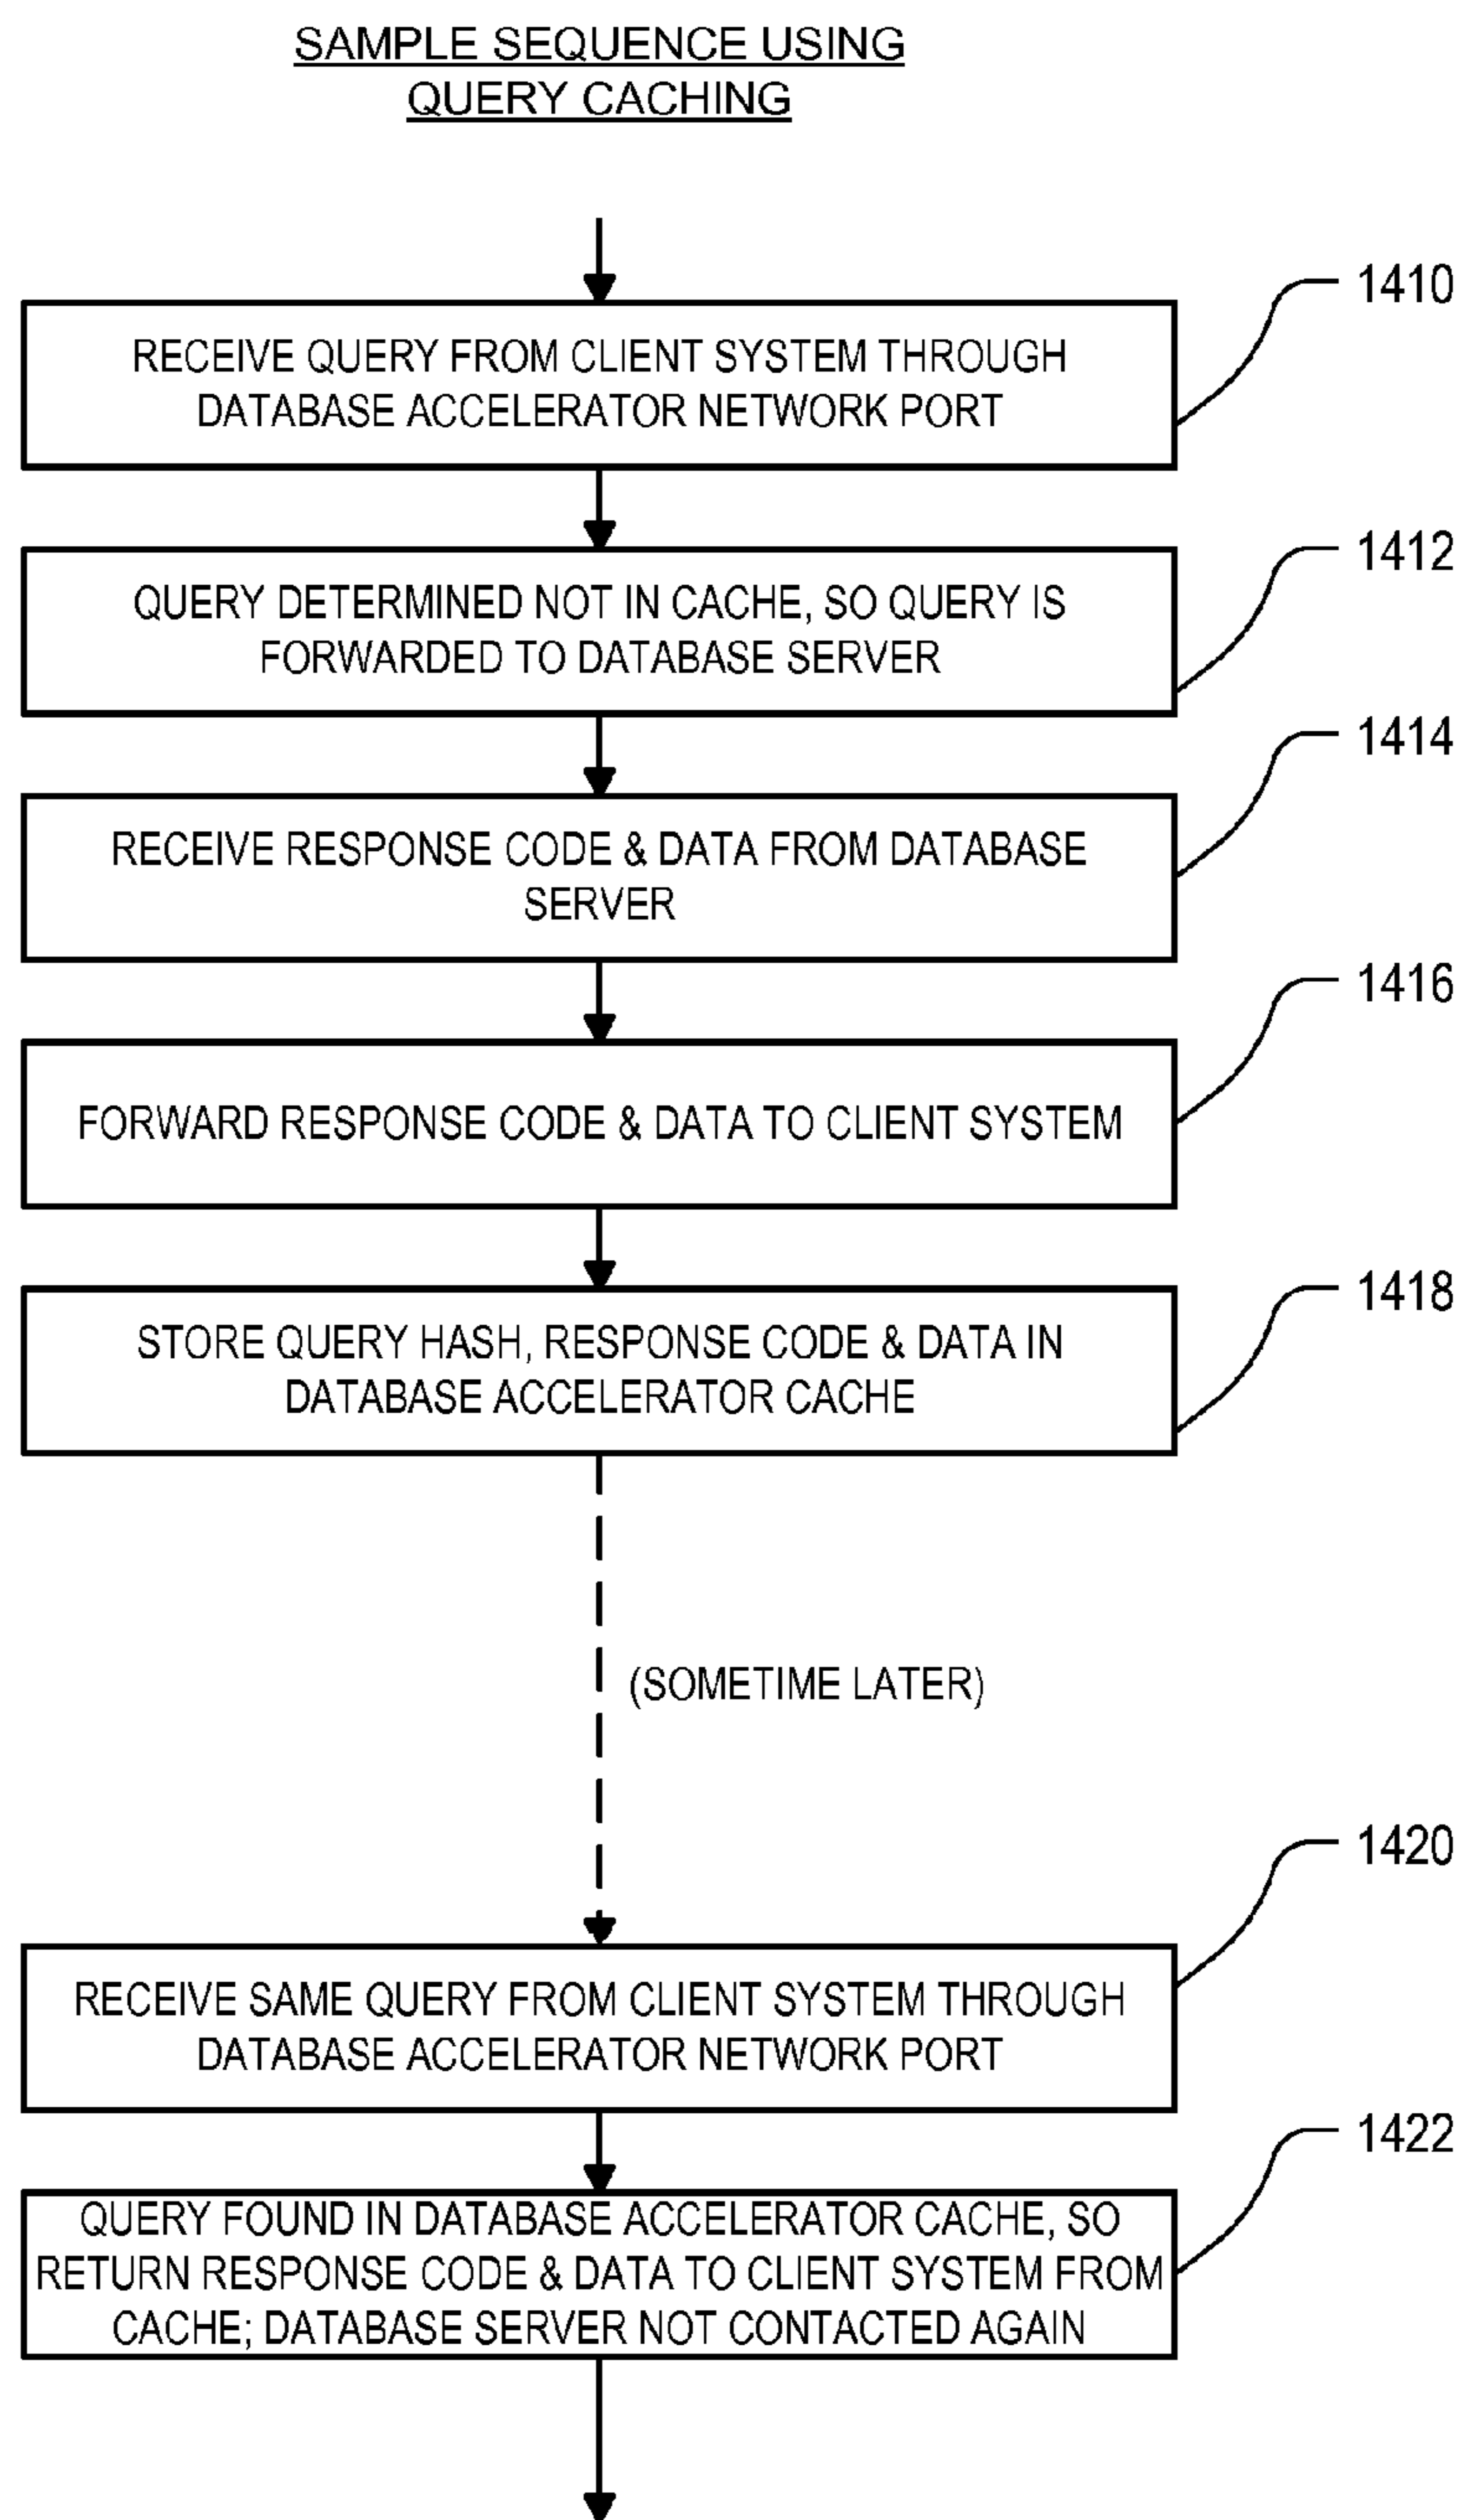 SAMPLE SEQUENCE USING
QUERY CACHING
1410
RECEIVE QUERY FROM CLIENT SYSTEM THROUGH
DATABASE ACCELERATOR NETWORK PORT
1412
QUERY DETERMINED NOT IN CACHE, SO QUERY IS
FORWARDED TO DATABASE SERVER
1414
RECEIVE RESPONSE CODE & DATA FROM DATABASE
SERVER
1416
FORWARD RESPONSE CODE & DATA TO CLIENT SYSTEM
1418
STORE QUERY HASH, RESPONSE CODE & DATA IN
DATABASE ACCELERATOR CACHE
(SOMETIME LATER)
1420
RECEIVE SAME QUERY FROM CLIENT SYSTEM THROUGH
DATABASE ACCELERATOR NETWORK PORT
1422
QUERY FOUND IN DATABASE ACCELERATOR CACHE, SO
RETURN RESPONSE CODE & DATA TO CLIENT SYSTEM FROM
CACHE; DATABASE SERVER NOT CONTACTED AGAIN